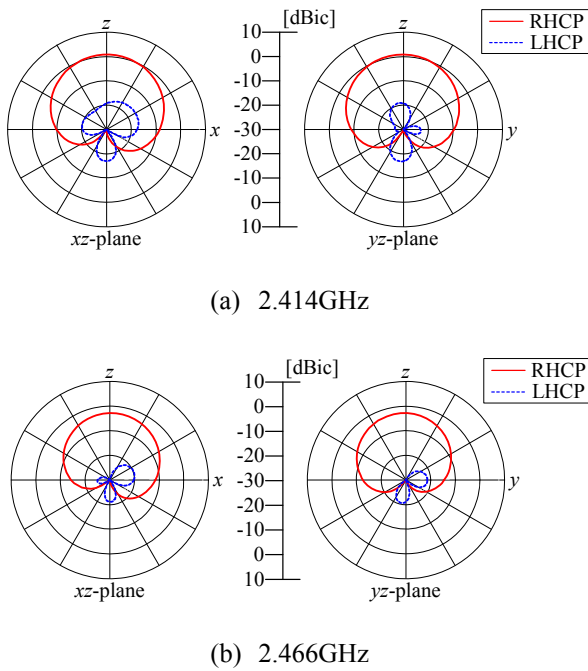 [dBic]
RHCP
LHCP
z
z
10
0
-10
-20
-30
-20
-10
0
10
x
y
xz-plane
yz-plane
(a) 2.414GHz
[dBic]
RHCP
LHCP
z
z
10
0
-10
-20
-30
-20
-10
0
10
x
y
xz-plane
yz-plane
(b) 2.466GHz